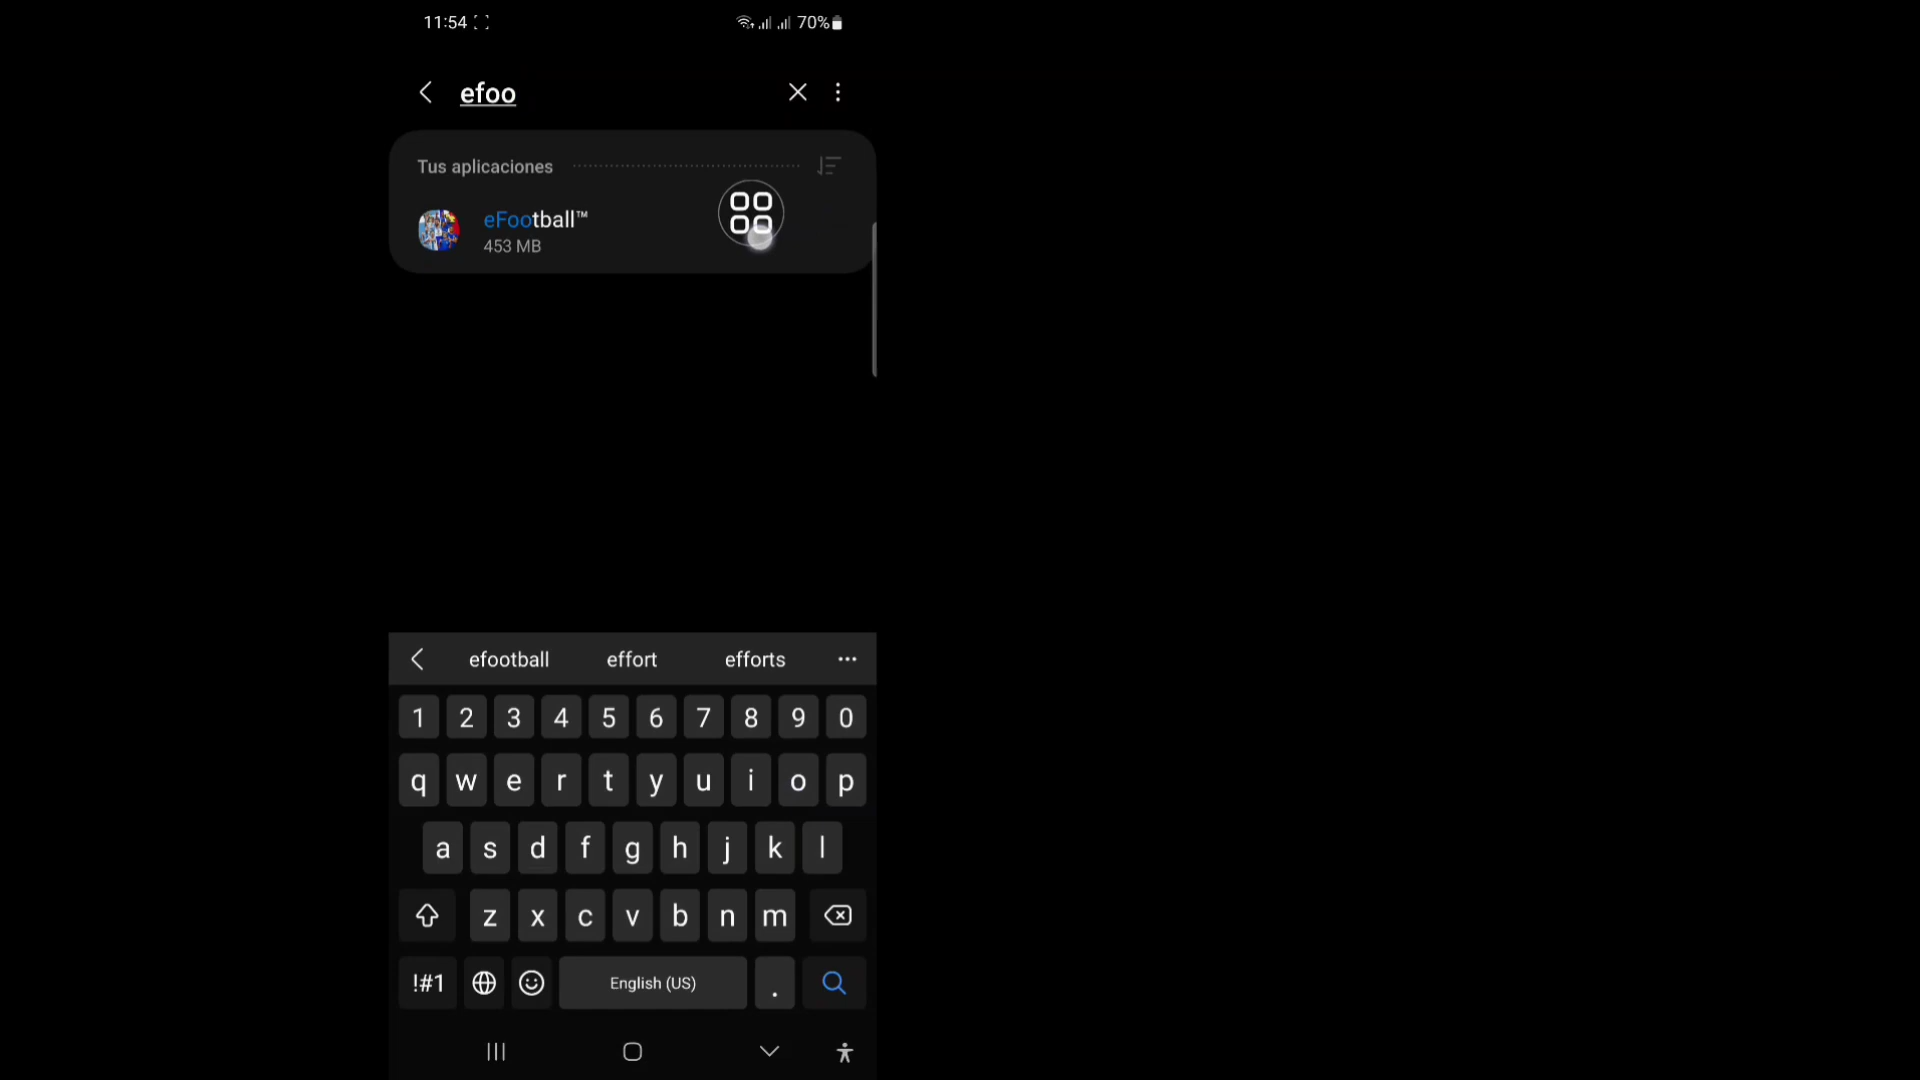 11:54 70%
efoo
Tus aplicaciones
eFootball™
453 MB
efootball effort efforts
1 2 3 4 5 6 7 8 9 0
q w e r t y u i o p
a s d f g h j k l
z x c v b n m
!#1 English (US) .